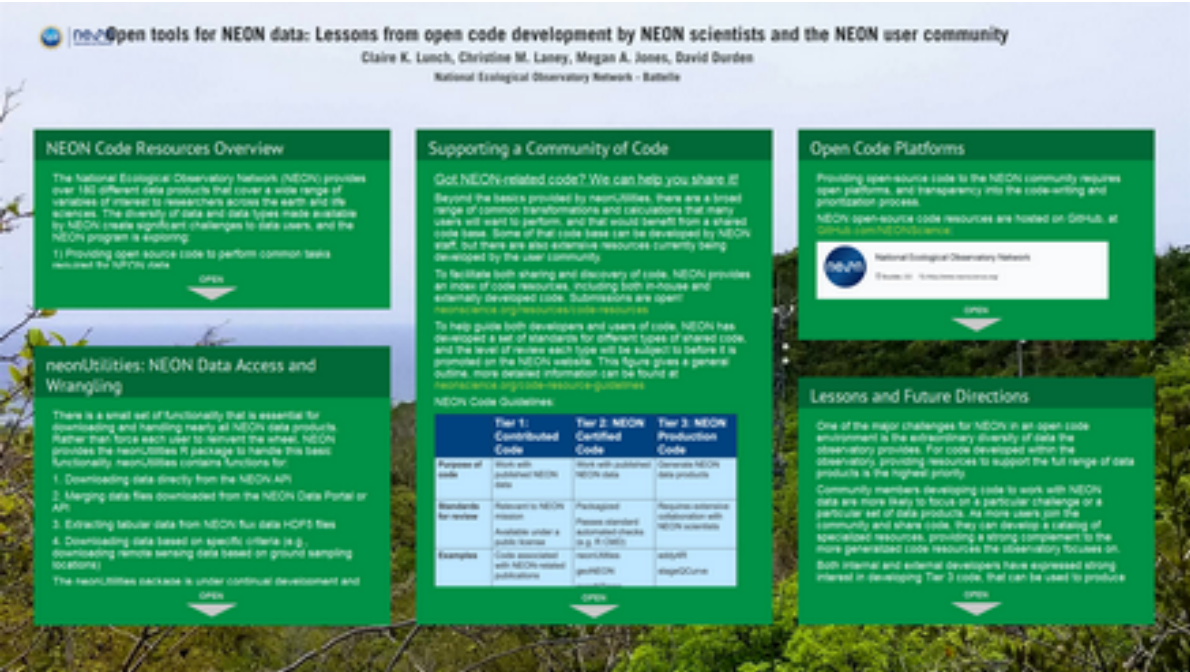 neon
Open tools for NEON data: Lessons from open code development by NEON scientists and the NEON user community
Claire K. Lunch, Christine M. Laney, Megan A. Jones, David Durden
National Ecological Observatory Network - Battelle
NEON Code Resources Overview
The National Ecological Observatory Network (NEON) provides
over 180 different data products that cover a wide range of
variables of interest to researchers across the earth and life
sciences. The diversity of data and data types made available
by NEON create significant challenges to data users, and the
NEON program is exploring:
1) Providing open source code to perform common tasks
required for NEON data
OPEN
neonUtilities: NEON Data Access and
Wrangling
There is a small set of functionality that is essential for
downloading and handling nearly all NEON data products.
Rather than force each user to reinvent the wheel, NEON
provides the neonUtilities R package to handle this basic
functionality. neonUtilities contains functions for:
1. Downloading data directly from the NEON API
2. Merging data files downloaded from the NEON Data Portal or
API
3. Extracting tabular data from NEON flux data HDF5 files
4. Downloading data based on specific criteria (e.g.,
downloading remote sensing data based on ground sampling
locations)
The neonUtilities package is under continual development and
OPEN
Supporting a Community of Code
Got NEON-related code? We can help you share it!
Beyond the basics provided by neonUtilities, there are a broad
range of common transformations and calculations that many
users will want to perform, and that would benefit from a shared
code base. Some of that code base can be developed by NEON
staff, but there are also extensive resources currently being
developed by the user community.
To facilitate both sharing and discovery of code, NEON provides
an index of code resources, including both in-house and
externally developed code. Submissions are open!
neonscience.org/resources/code-resources
To help guide both developers and users of code, NEON has
developed a set of standards for different types of shared code,
and the level of review each type will be subject to before it is
promoted on the NEON website. This figure gives a general
outline, more detailed information can be found at
neonscience.org/code-resource-guidelines
NEON Code Guidelines:
Tier 1: Contributed Code
Tier 2: NEON Certified Code
Tier 3: NEON Production Code
Purpose of code
Work with published NEON data
Work with published NEON data
Generate NEON data products
Standards for review
Relevant to NEON mission
Available under a public license
Packaged
Passes standard automated checks (e.g. R CMD)
Requires extensive collaboration with NEON scientists
Examples
Code associated with NEON-related publications
neonUtilities
geoNEON
eddy4R
stageQCurve
OPEN
Open Code Platforms
Providing open-source code to the NEON community requires
open platforms, and transparency into the code-writing and
prioritization process.
NEON open-source code resources are hosted on GitHub, at
GitHub.com/NEONScience:
neon
National Ecological Observatory Network
OPEN
Lessons and Future Directions
One of the major challenges for NEON in an open code
environment is the extraordinary diversity of data the
observatory provides. For code developed within the
observatory, providing resources to support the full range of data
products is the highest priority.
Community members developing code to work with NEON
data are more likely to focus on a particular challenge or a
particular set of data products. As more users join the
community and share code, they can develop a catalog of
specialized resources, providing a strong complement to the
more generalized code resources the observatory focuses on.
Both internal and external developers have expressed strong
interest in developing Tier 3 code, that can be used to produce
OPEN